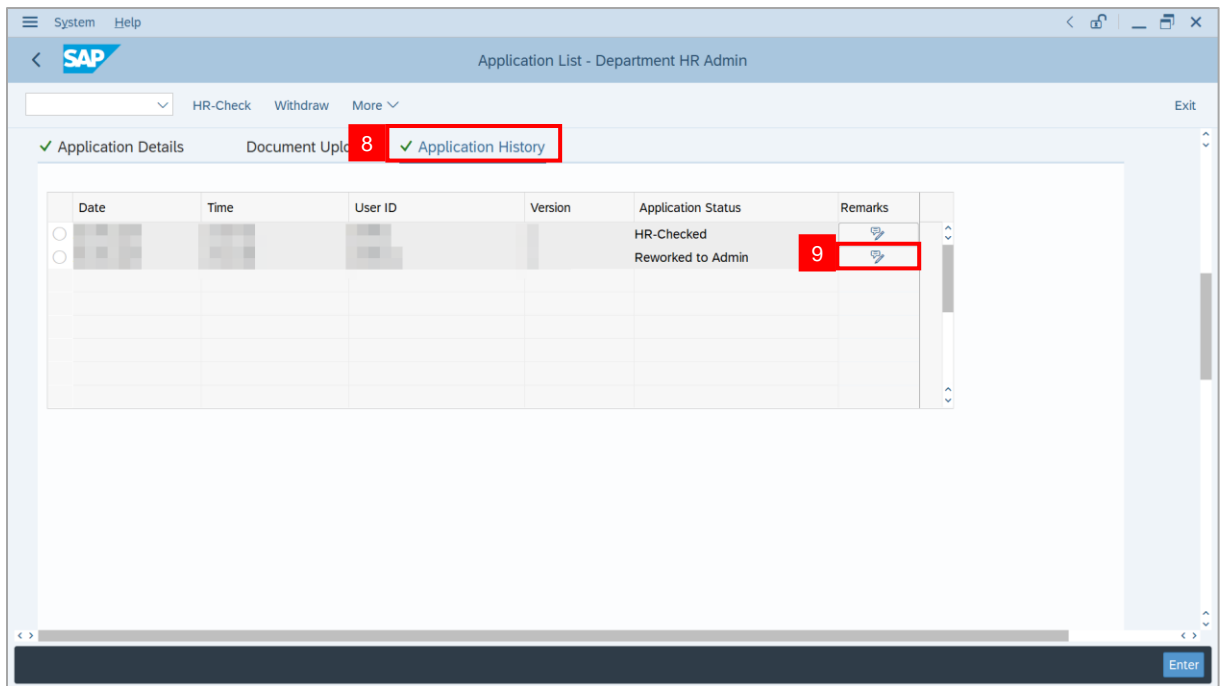 System Help
SAP Application List - Department HR Admin
HR-Check Withdraw More Exit
Application Details Document Uplo 8 Application History
Date Time User ID Version Application Status Remarks
HR-Checked
Reworked to Admin 9
Enter